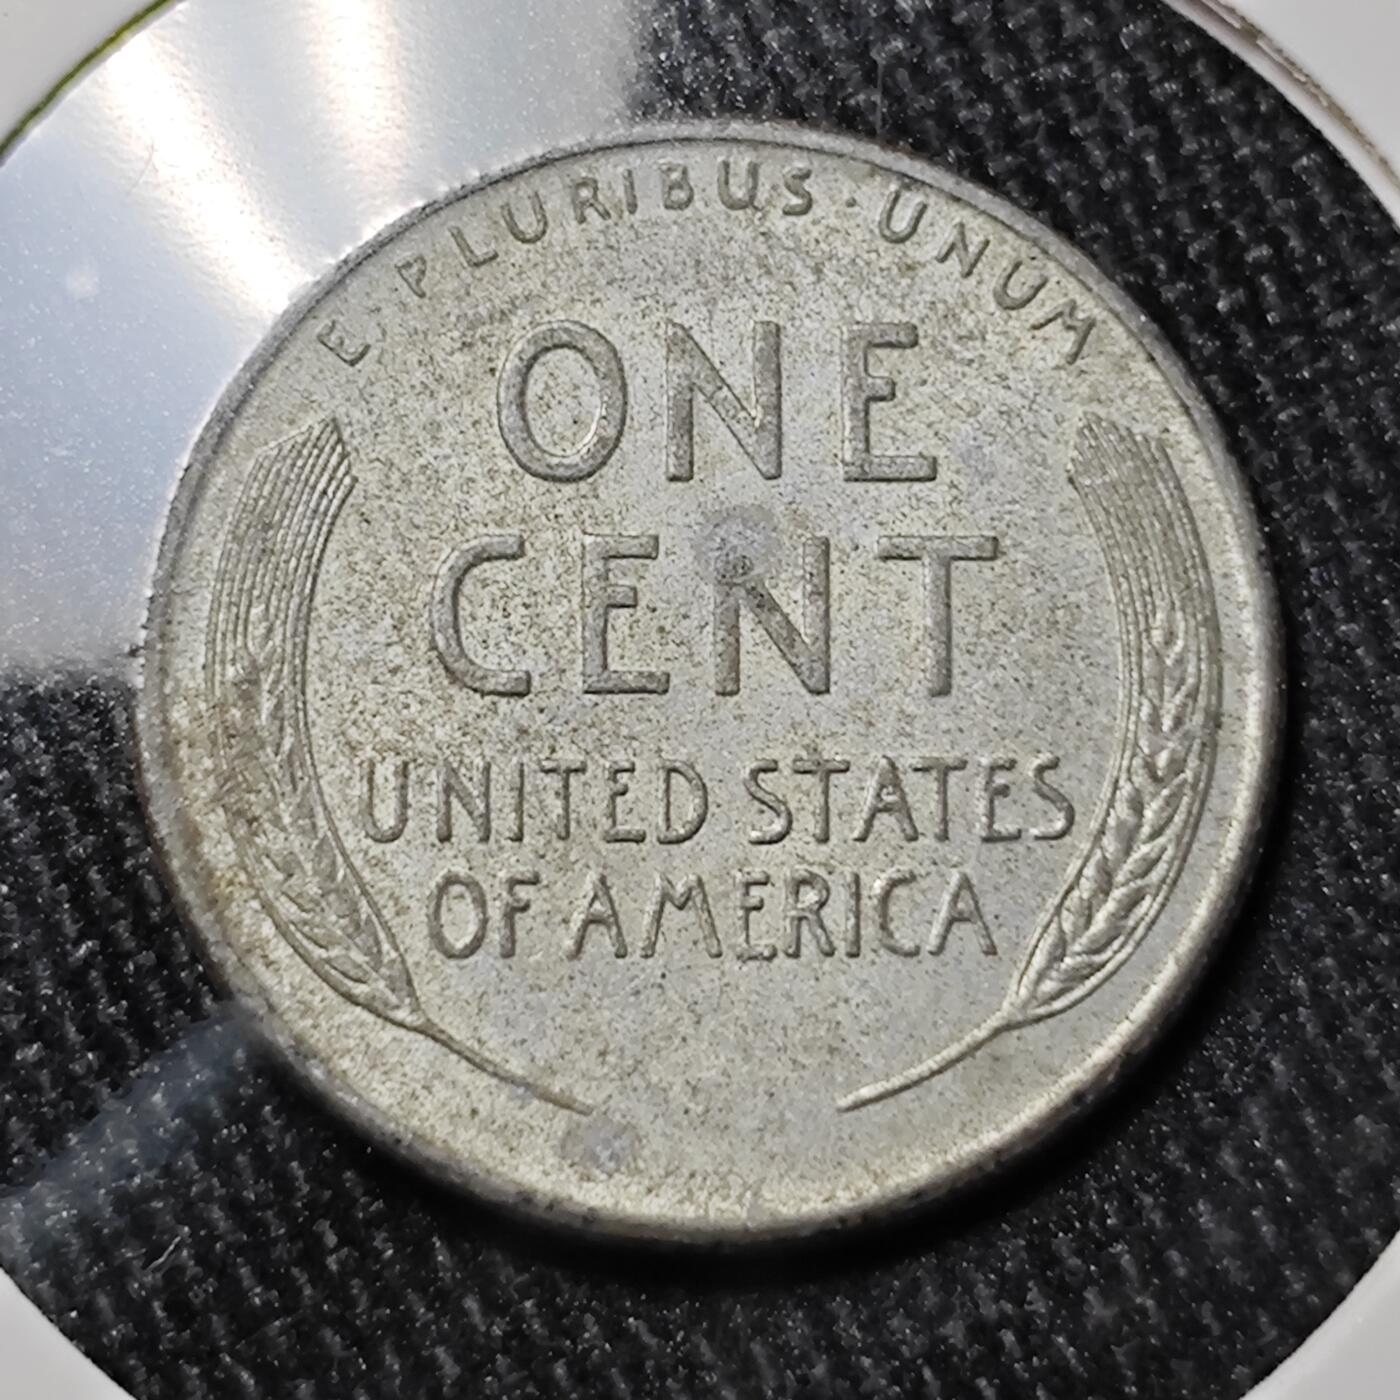 E·PLURIBUS·UNUM
ONE
CENT
UNITED STATES
OF AMERICA